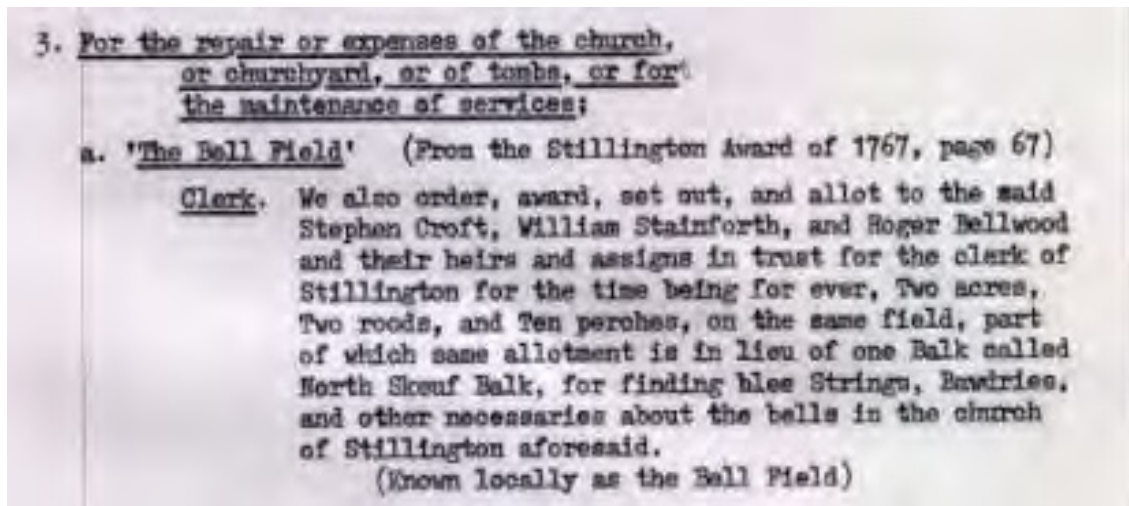 3. For the repair or expenses of the church,
or churchyard, or of tombs, or for
the maintenance of services;
a. 'The Bell Field' (From the Stillington Award of 1767, page 67)
Clerk. We also order, award, set out, and allot to the said
Stephen Croft, William Stainforth, and Roger Bellwood
and their heirs and assigns in trust for the clerk of
Stillington for the time being for ever, Two acres,
Two roods, and Ten perches, on the same field, part
of which same allotment is in lieu of one Balk called
North Skeuf Balk, for finding Strings, Bawdries,
and other necessaries about the bells in the church
of Stillington aforesaid.
(Known locally as the Bell Field)